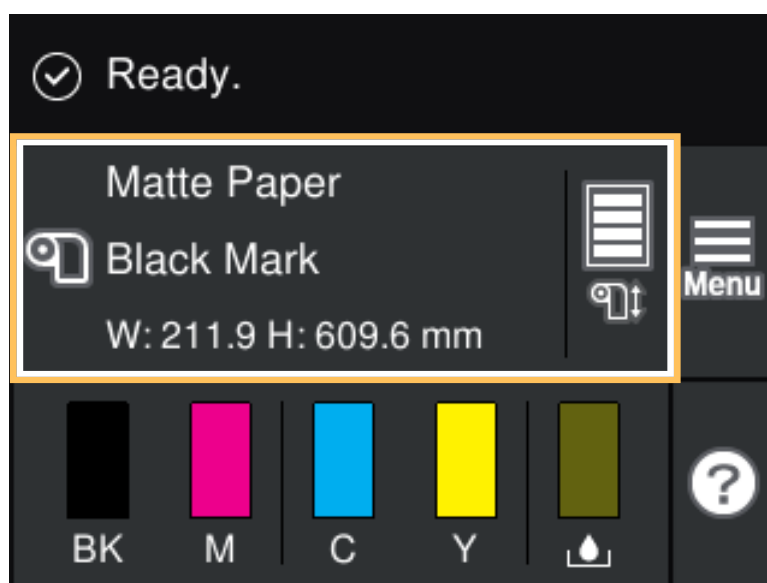 Ready.
Matte Paper
Black Mark
W: 211.9 H: 609.6 mm
Menu
BK M C Y
?